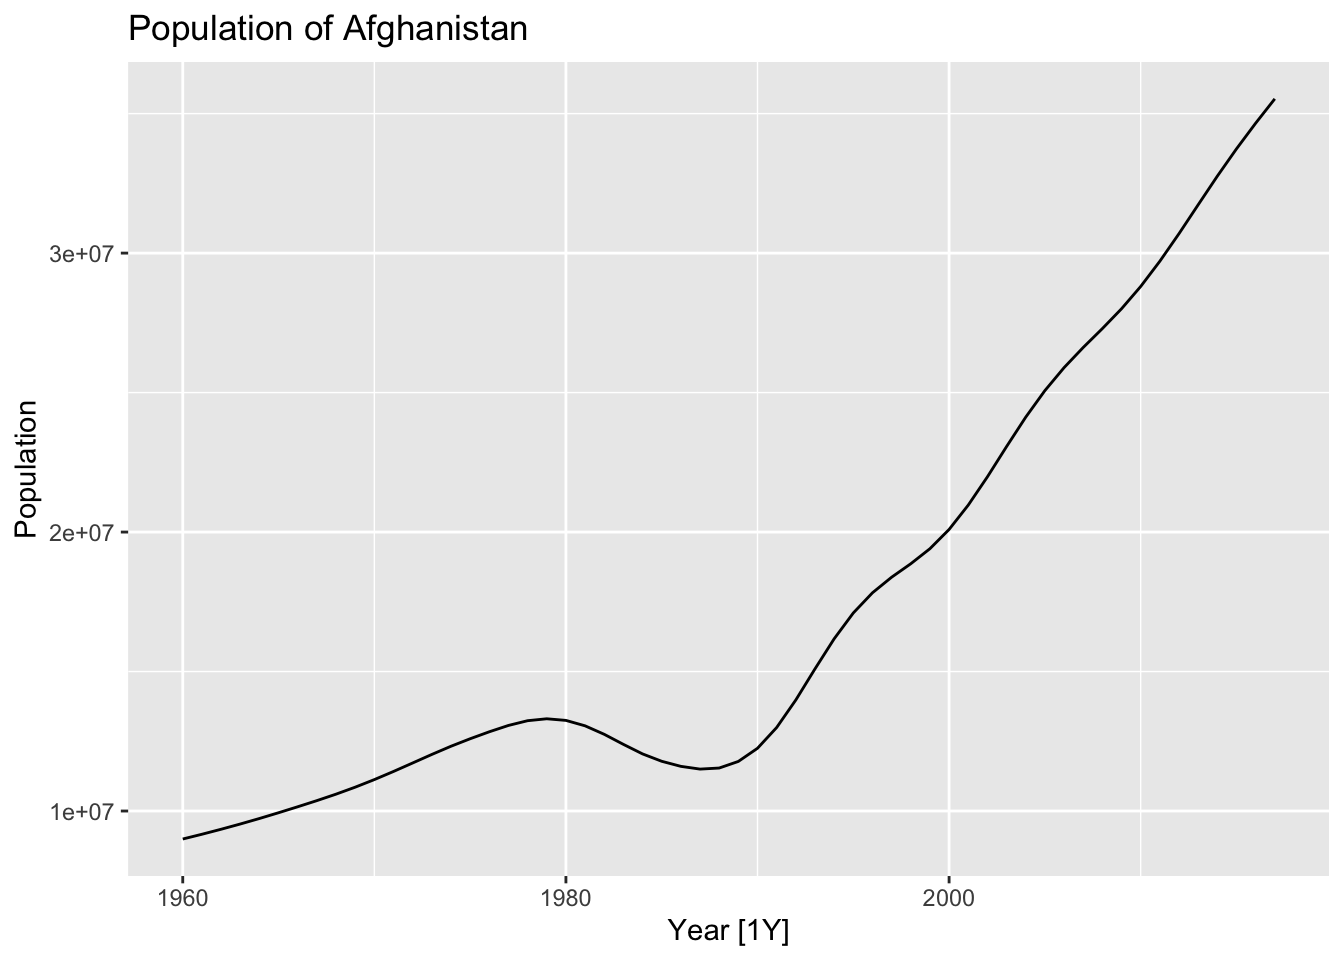 Population of Afghanistan
Population
3e+07
2e+07
1e+07
1960 1980 2000
Year [1Y]